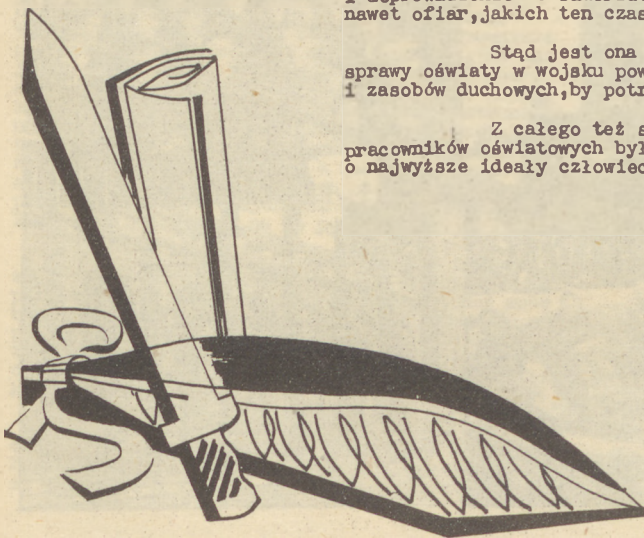 nawet ofiar,jakich ten czas
Stąd jest ona
sprawy oświaty w wojsku pow
i zasobów duchowych,by potr
Z całego też s
pracowników oświatowych był
o najwyższe ideały człowiec